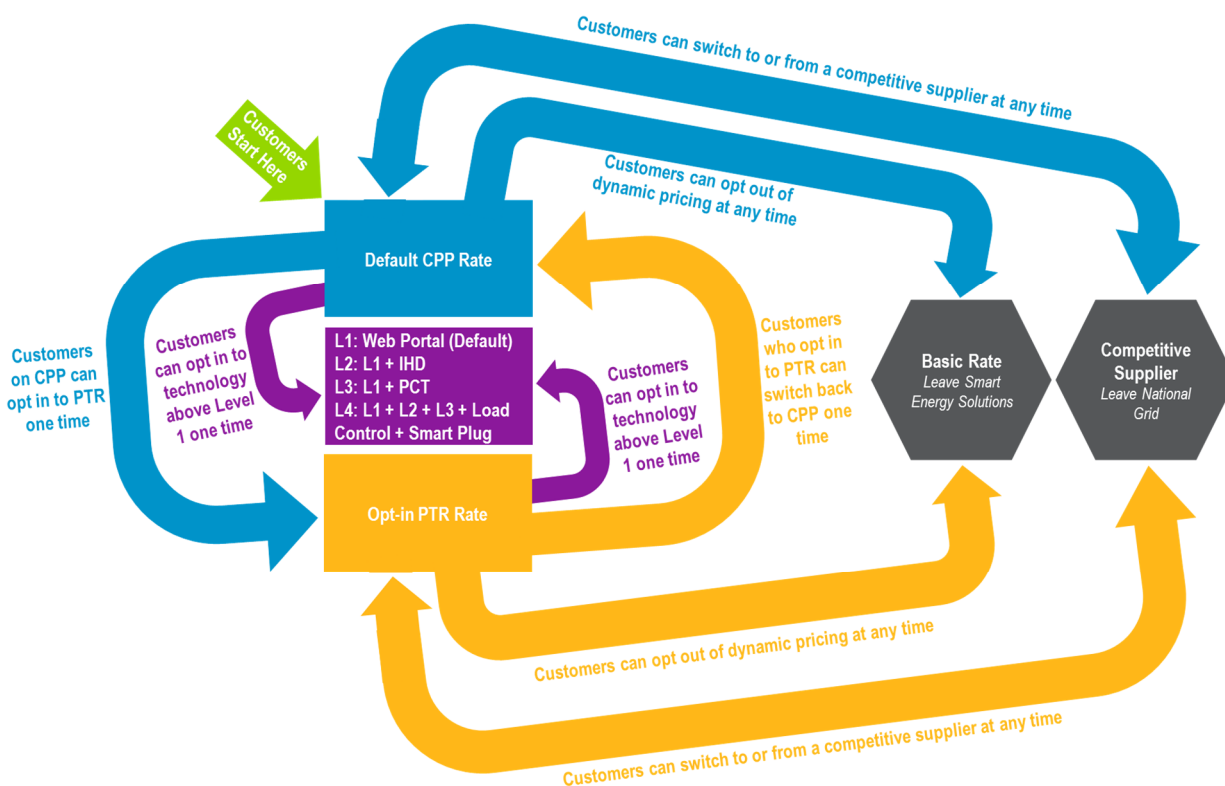 Customers can switch to or from a competitive supplier at any time
Customers
Start Here
Customers can opt out of
dynamic pricing at any time
Default CPP Rate
Customers
on CPP can
opt in to PTR
one time
Customers
can opt in to
technology
above Level
1 one time
L1: Web Portal (Default)
L2: L1 + IHD
L3: L1 + PCT
L4: L1 + L2 + L3 + Load
Control + Smart Plug
Customers
can opt in to
technology
above Level
1 one time
Customers
who opt in
to PTR can
switch back
to CPP one
time
Basic Rate
Leave Smart
Energy Solutions
Competitive
Supplier
Leave National
Grid
Opt-in PTR Rate
Customers can opt out of dynamic pricing at any time
Customers can switch to or from a competitive supplier at any time